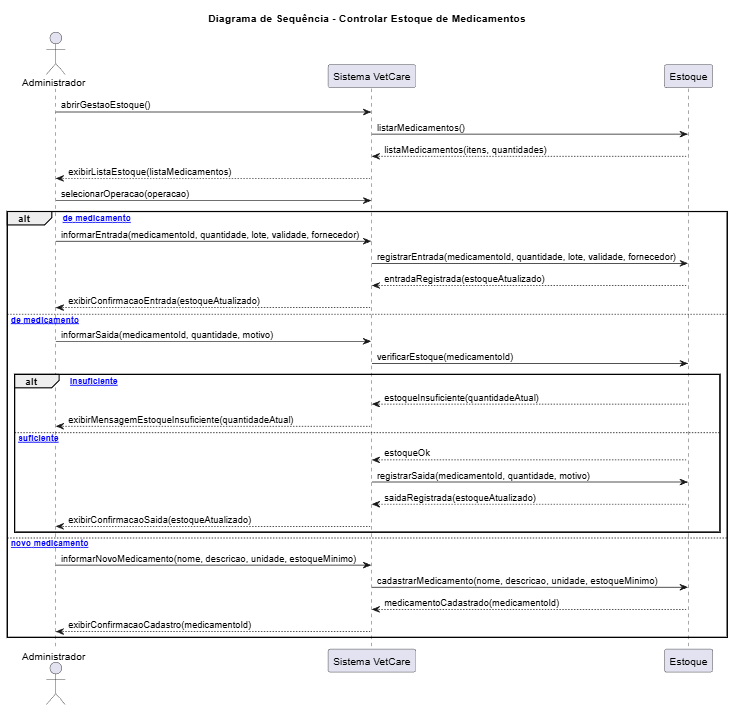 Diagrama de Sequência - Controlar Estoque de Medicamentos
Administrador
Sistema VetCare
Estoque
abrirGestaoEstoque()
listarMedicamentos()
listaMedicamentos(itens, quantidades)
exibirListaEstoque(listaMedicamentos)
selecionarOperacao(operacao)
alt
de medicamento
informarEntrada(medicamentoId, quantidade, lote, validade, fornecedor)
registrarEntrada(medicamentoId, quantidade, lote, validade, fornecedor)
entradaRegistrada(estoqueAtualizado)
exibirConfirmacaoEntrada(estoqueAtualizado)
de medicamento
informarSaida(medicamentoId, quantidade, motivo)
verificarEstoque(medicamentoId)
alt
insuficiente
estoqueInsuficiente(quantidadeAtual)
exibirMensagemEstoqueInsuficiente(quantidadeAtual)
suficiente
estoqueOk
registrarSaida(medicamentoId, quantidade, motivo)
saidaRegistrada(estoqueAtualizado)
exibirConfirmacaoSaida(estoqueAtualizado)
novo medicamento
informarNovoMedicamento(nome, descricao, unidade, estoqueMinimo)
cadastrarMedicamento(nome, descricao, unidade, estoqueMinimo)
medicamentoCadastrado(medicamentoId)
exibirConfirmacaoCadastro(medicamentoId)
Administrador
Sistema VetCare
Estoque